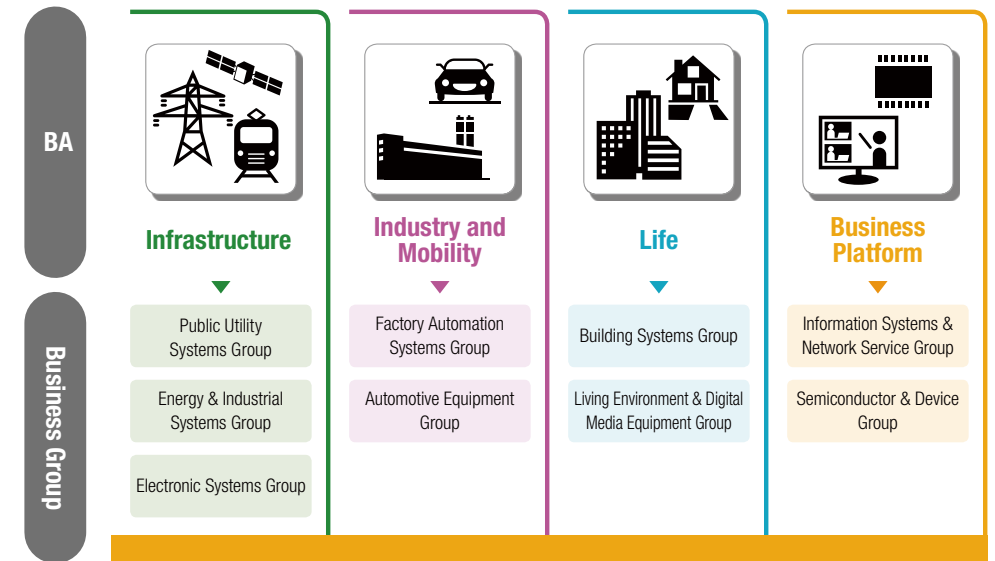 BA
Infrastructure
Industry and
Mobility
Life
Business
Platform
Business Group
Public Utility
Systems Group
Factory Automation
Systems Group
Building Systems Group
Information Systems &
Network Service Group
Energy & Industrial
Systems Group
Automotive Equipment
Group
Living Environment & Digital
Media Equipment Group
Semiconductor & Device
Group
Electronic Systems Group